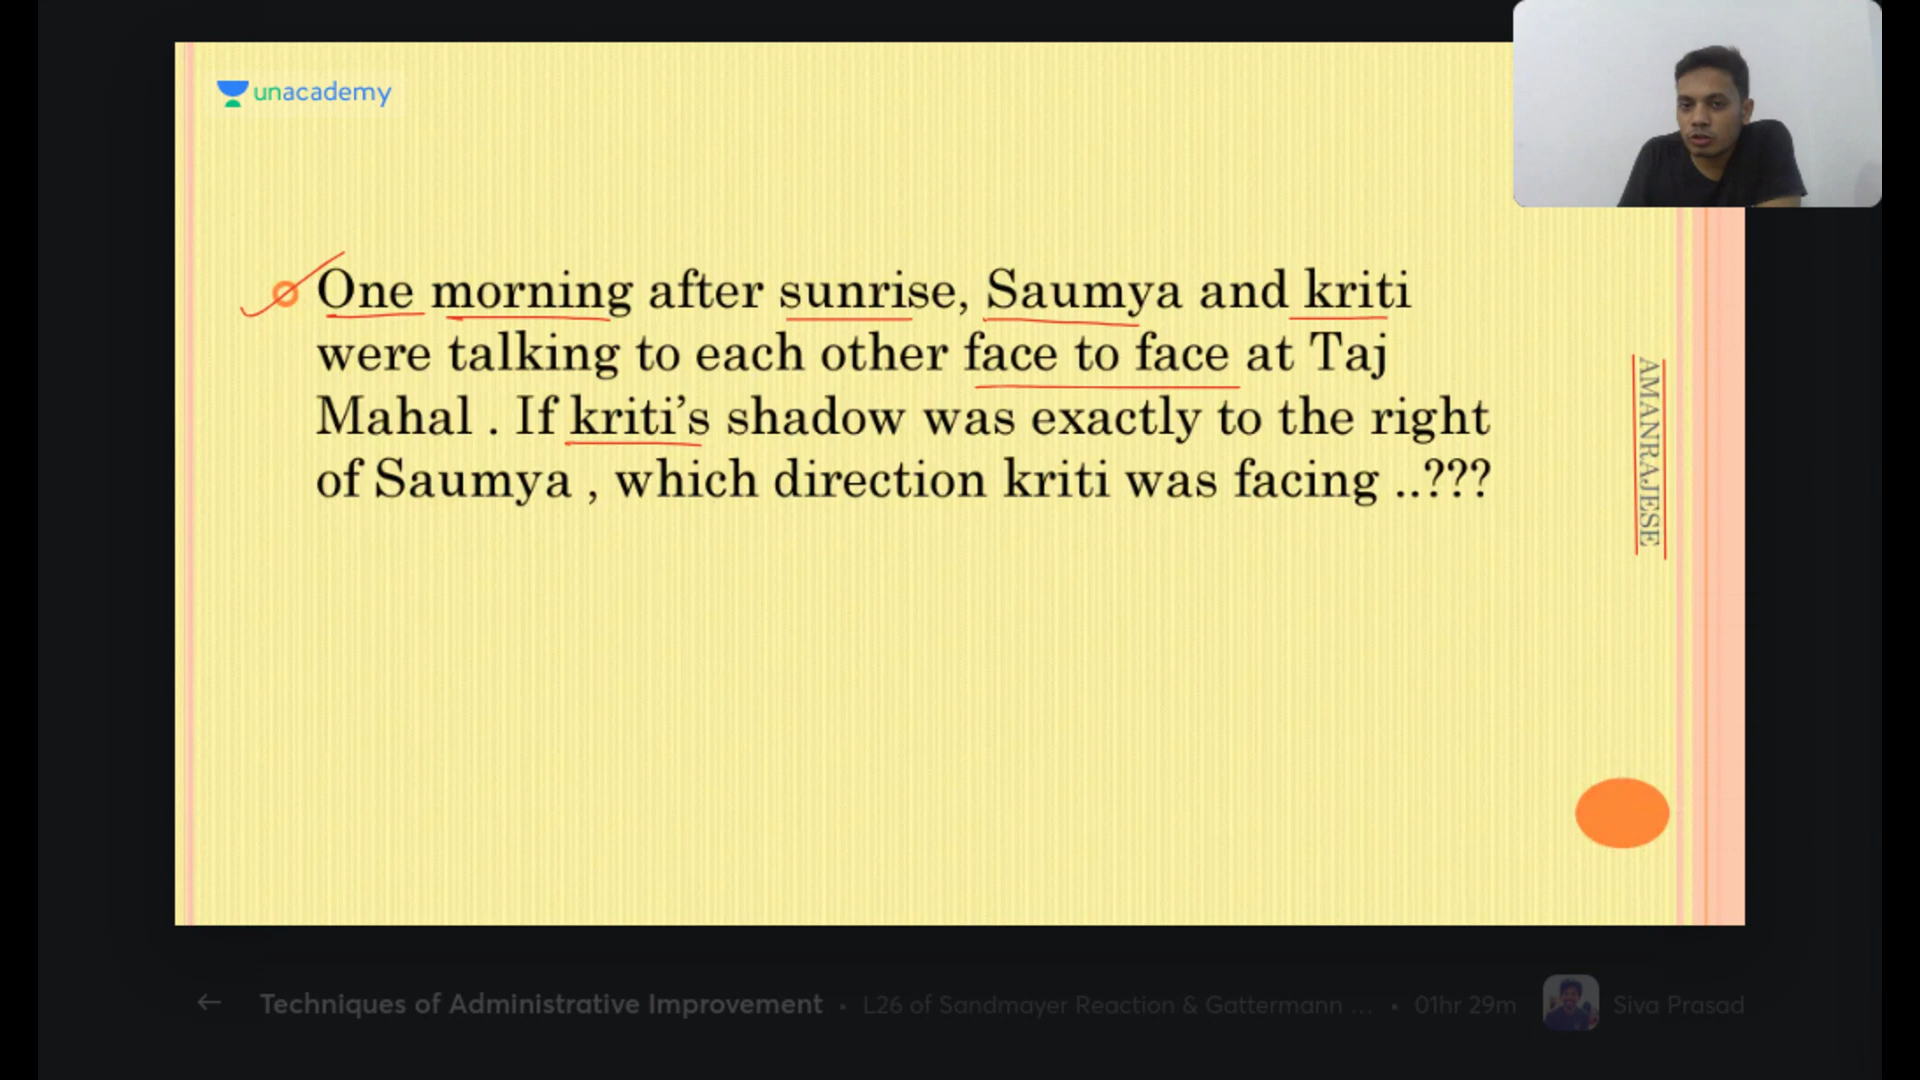 unacademy
One morning after sunrise, Saumya and kriti
were talking to each other face to face at Taj
Mahal . If kriti's shadow was exactly to the right
of Saumya , which direction kriti was facing ..???
AMANRAJESE
Techniques of Administrative Improvement • L26 of Sandmayer Reaction & Gattermann ... • 01hr 29m Siva Prasad